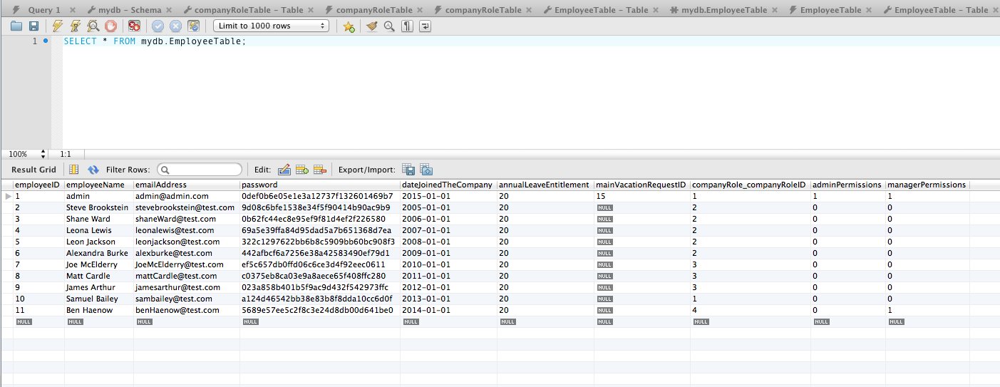 Query 1 mydb – Schema companyRoleTable – Table companyRoleTable companyRoleTable EmployeeTable – Table mydb.EmployeeTable EmployeeTable EmployeeTable – Table
Limit to 1000 rows
1 SELECT * FROM mydb.EmployeeTable;
100% 1:1
Result Grid Filter Rows: Edit: Export/Import:
employeeID employeeName emailAddress password dateJoinedTheCompany annualLeaveEntitlement mainVacationRequestID companyRole_companyRoleID adminPermissions managerPermissions
1 admin admin@admin.com 0def0b6e05e1e3a12737f132601469b7 2015-01-01 20 15 1 1 1
2 Steve Brookstein stevebrookstein@test.com 9d08c6bfe1538e34f5f90414b90ac9b9 2005-01-01 20 NULL 2 0 0
3 Shane Ward shaneWard@test.com 0b62fc44ec8e95ef9f81d4ef2f226580 2006-01-01 20 NULL 2 0 0
4 Leona Lewis leonalewis@test.com 69a5e39ffa84d95dad5a7b651368d7ea 2007-01-01 20 NULL 2 0 0
5 Leon Jackson leonjackson@test.com 322c1297622bb6b8c5909bb60bc908f3 2008-01-01 20 NULL 2 0 0
6 Alexandra Burke alexburke@test.com 442afbcf6a7256e38a42583490ef79d1 2009-01-01 20 NULL 2 0 0
7 Joe McElderry JoeMcElderry@test.com ef5c657db0ffd06c6ce3d4f92eec0611 2010-01-01 20 NULL 3 0 0
8 Matt Cardle mattCardle@test.com c0375eb8ca03e9a8aece65f408ffc280 2011-01-01 20 NULL 3 0 0
9 James Arthur jamesarthur@test.com 023a858b401b5f9ac9d432f542973ffc 2012-01-01 20 NULL 3 0 0
10 Samuel Bailey sambailey@test.com a124d46542bb38e83b8f8dda10cc6d0f 2013-01-01 20 NULL 1 0 0
11 Ben Haenow benHaenow@test.com 5689e57ee5c2f8c3e24d8db00d641be0 2014-01-01 20 NULL 4 0 1
NULL NULL NULL NULL NULL NULL NULL NULL NULL NULL